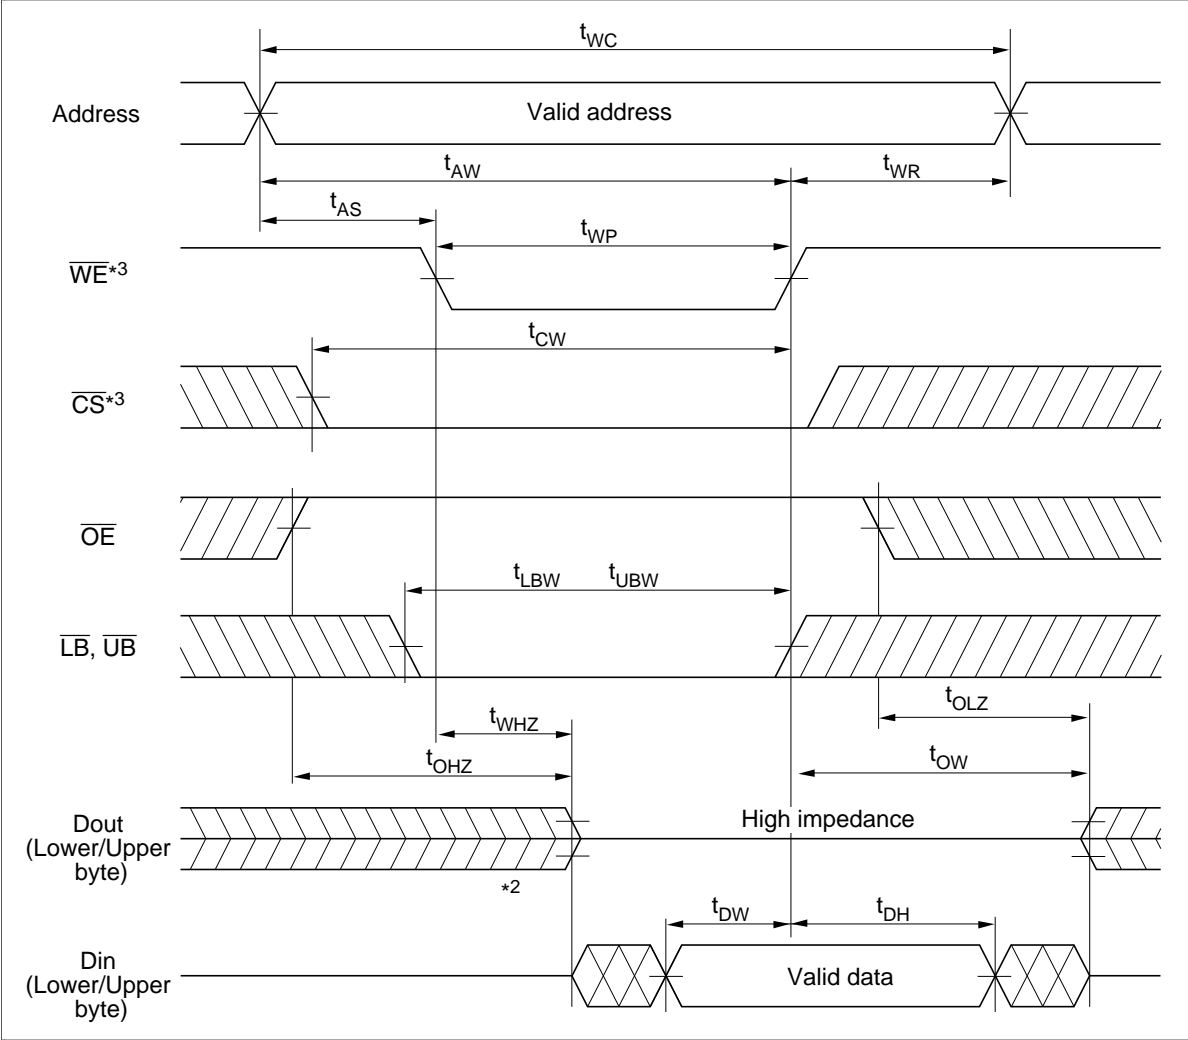 tWC
Address
Valid address
tAW
tWR
tAS
tWP
WE*3
tCW
CS*3
OE
tLBW tUBW
LB, UB
tOLZ
tWHZ
tOHZ
tOW
Dout
(Lower/Upper
byte)
High impedance
*2
tDW
tDH
Din
(Lower/Upper
byte)
Valid data